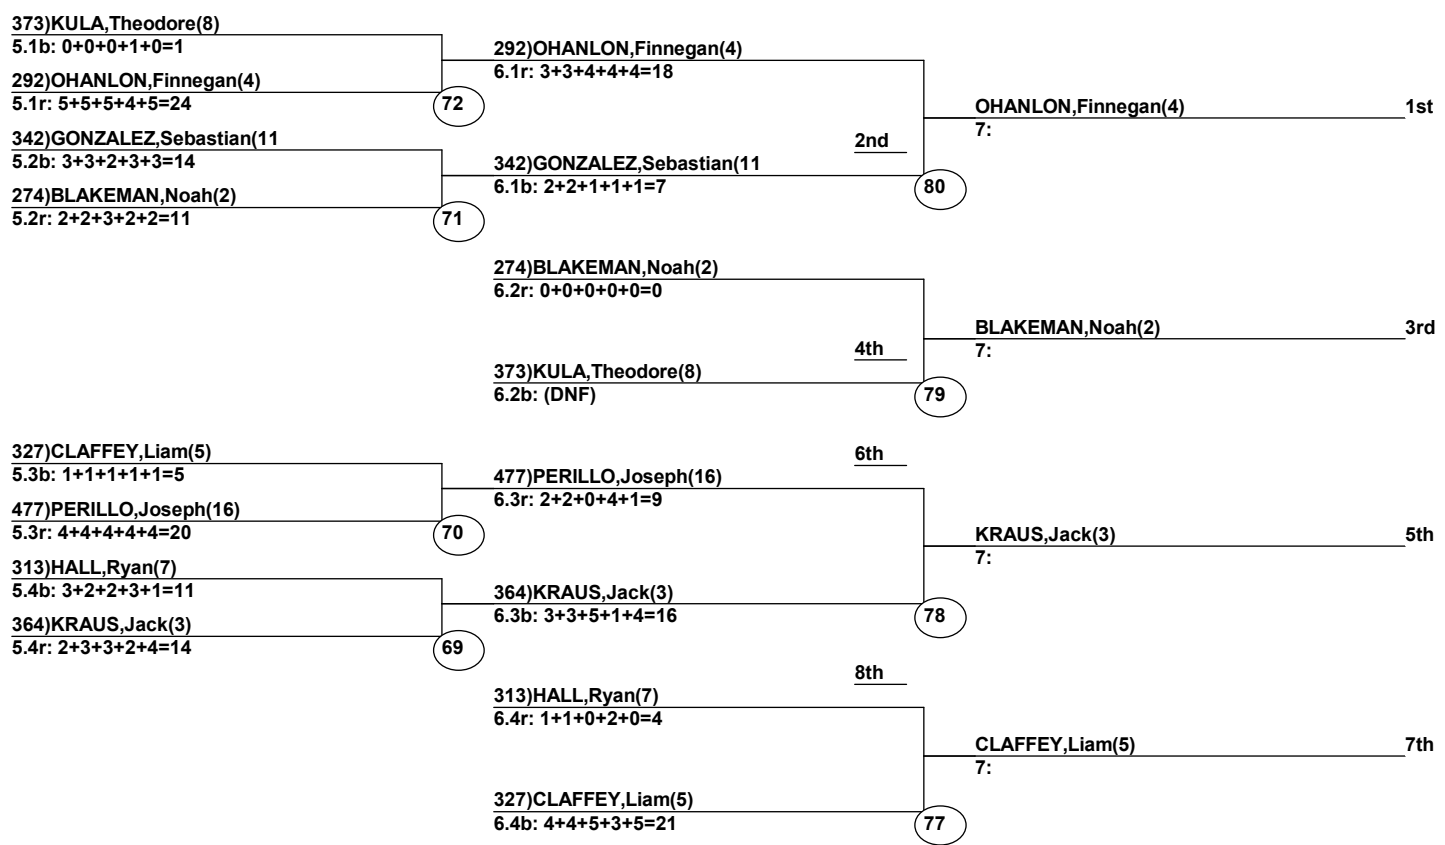 373)KULA,Theodore(8)
5.1b: 0+0+0+1+0=1
292)OHANLON,Finnegan(4)
6.1r: 3+3+4+4+4=18
292)OHANLON,Finnegan(4)
5.1r: 5+5+5+4+5=24
72
OHANLON,Finnegan(4)
1st
7:
342)GONZALEZ,Sebastian(11
5.2b: 3+3+2+3+3=14
2nd
342)GONZALEZ,Sebastian(11
6.1b: 2+2+1+1+1=7
80
274)BLAKEMAN,Noah(2)
5.2r: 2+2+3+2+2=11
71
274)BLAKEMAN,Noah(2)
6.2r: 0+0+0+0+0=0
BLAKEMAN,Noah(2)
3rd
7:
4th
373)KULA,Theodore(8)
6.2b: (DNF)
79
327)CLAFFEY,Liam(5)
5.3b: 1+1+1+1+1=5
6th
477)PERILLO,Joseph(16)
6.3r: 2+2+0+4+1=9
477)PERILLO,Joseph(16)
5.3r: 4+4+4+4+4=20
70
KRAUS,Jack(3)
5th
7:
313)HALL,Ryan(7)
5.4b: 3+2+2+3+1=11
364)KRAUS,Jack(3)
6.3b: 3+3+5+1+4=16
78
364)KRAUS,Jack(3)
5.4r: 2+3+3+2+4=14
69
8th
313)HALL,Ryan(7)
6.4r: 1+1+0+2+0=4
CLAFFEY,Liam(5)
7th
7:
327)CLAFFEY,Liam(5)
6.4b: 4+4+5+3+5=21
77